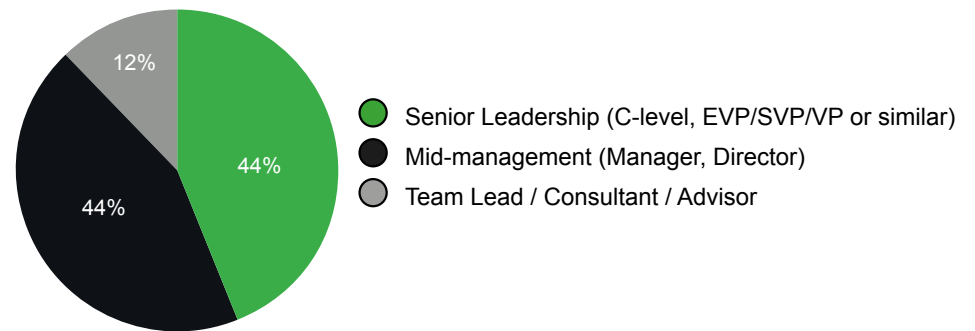 12%
44%
44%
Senior Leadership (C-level, EVP/SVP/VP or similar)
Mid-management (Manager, Director)
Team Lead / Consultant / Advisor